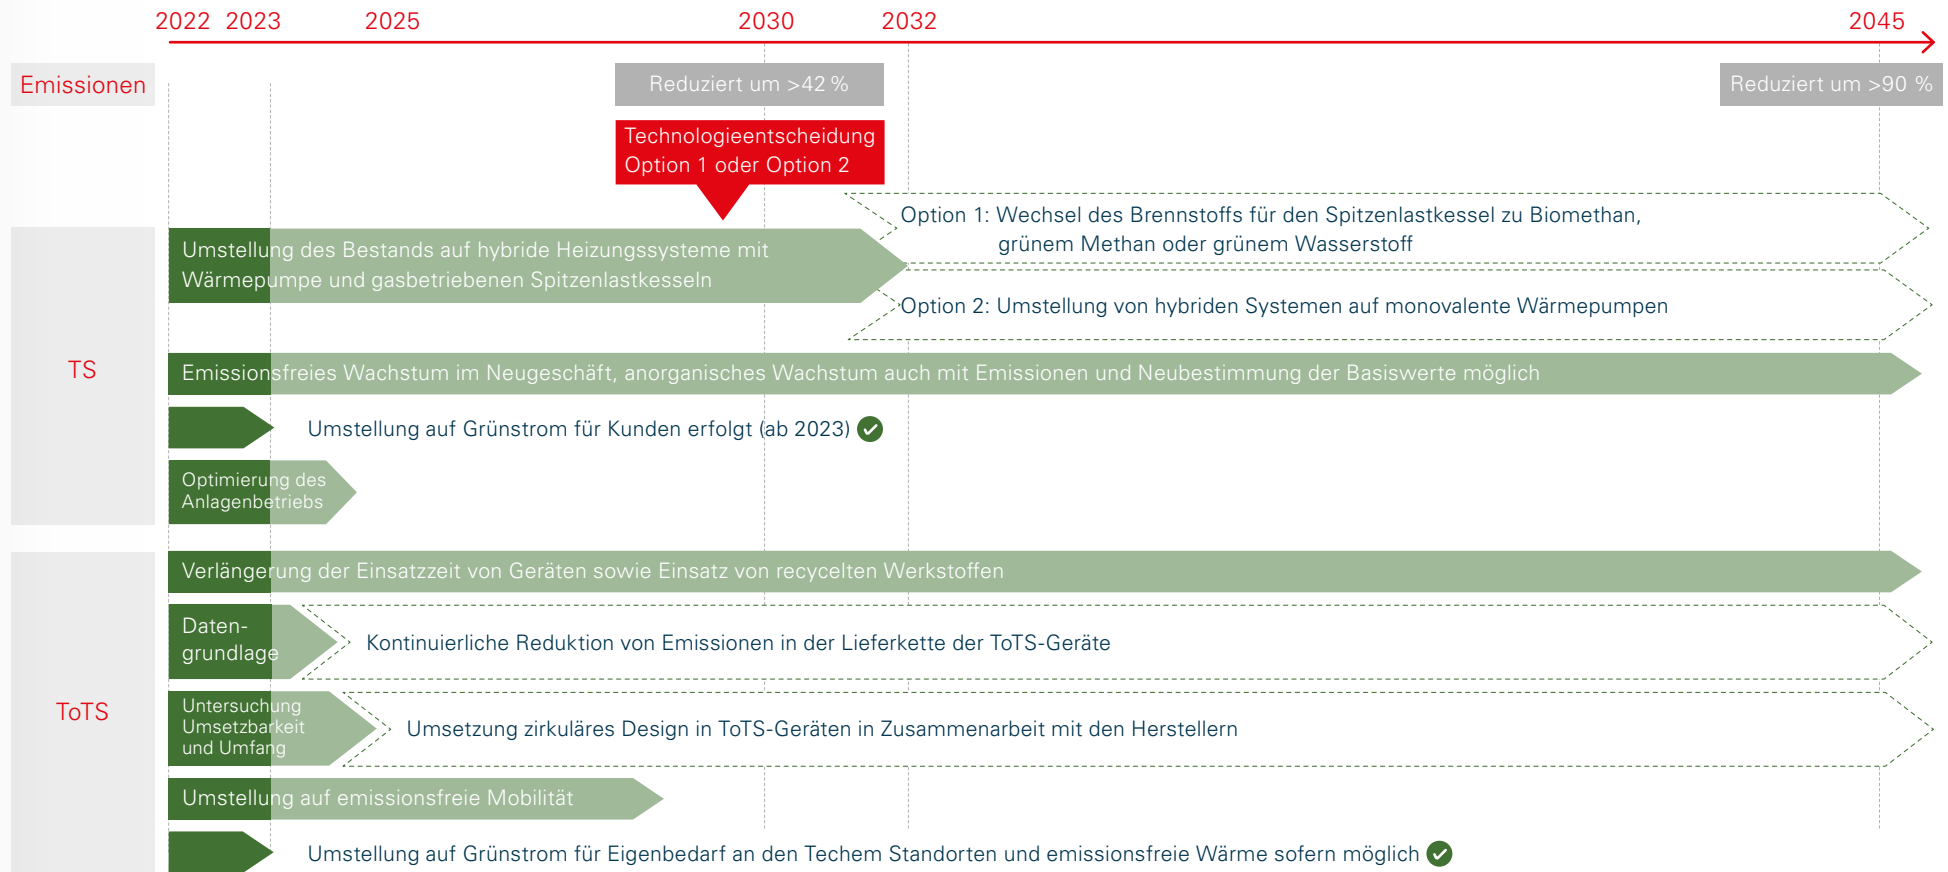 2022 2023 2025 2030 2032 2045
Emissionen
Reduziert um >42 %
Reduziert um >90 %
Technologieentscheidung
Option 1 oder Option 2
TS
Umstellung des Bestands auf hybride Heizungssysteme mit
Wärmepumpe und gasbetriebenen Spitzenlastkesseln
Option 1: Wechsel des Brennstoffs für den Spitzenlastkessel zu Biomethan,
grünem Methan oder grünem Wasserstoff
Option 2: Umstellung von hybriden Systemen auf monovalente Wärmepumpen
Emissionsfreies Wachstum im Neugeschäft, anorganisches Wachstum auch mit Emissionen und Neubestimmung der Basiswerte möglich
Umstellung auf Grünstrom für Kunden erfolgt (ab 2023)
Optimierung des
Anlagenbetriebs
ToTS
Verlängerung der Einsatzzeit von Geräten sowie Einsatz von recycelten Werkstoffen
Daten-
grundlage
Kontinuierliche Reduktion von Emissionen in der Lieferkette der ToTS-Geräte
Untersuchung
Umsetzbarkeit
und Umfang
Umsetzung zirkuläres Design in ToTS-Geräten in Zusammenarbeit mit den Herstellern
Umstellung auf emissionsfreie Mobilität
Umstellung auf Grünstrom für Eigenbedarf an den Techem Standorten und emissionsfreie Wärme sofern möglich